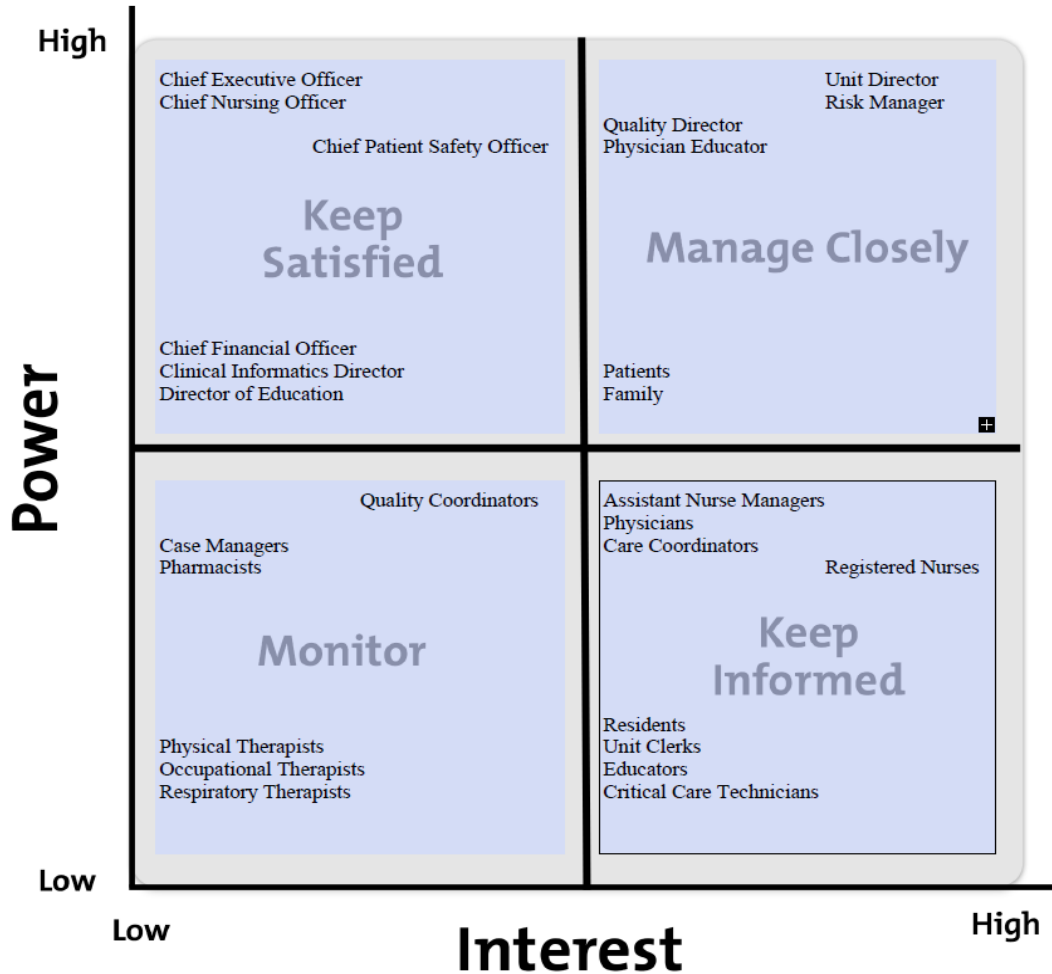 High
Chief Executive Officer
Chief Nursing Officer
Chief Patient Safety Officer
Keep
Satisfied
Chief Financial Officer
Clinical Informatics Director
Director of Education
Unit Director
Risk Manager
Quality Director
Physician Educator
Manage Closely
Patients
Family
Power
Quality Coordinators
Case Managers
Pharmacists
Monitor
Physical Therapists
Occupational Therapists
Respiratory Therapists
Assistant Nurse Managers
Physicians
Care Coordinators
Registered Nurses
Keep
Informed
Residents
Unit Clerks
Educators
Critical Care Technicians
Low
Low
Interest
High